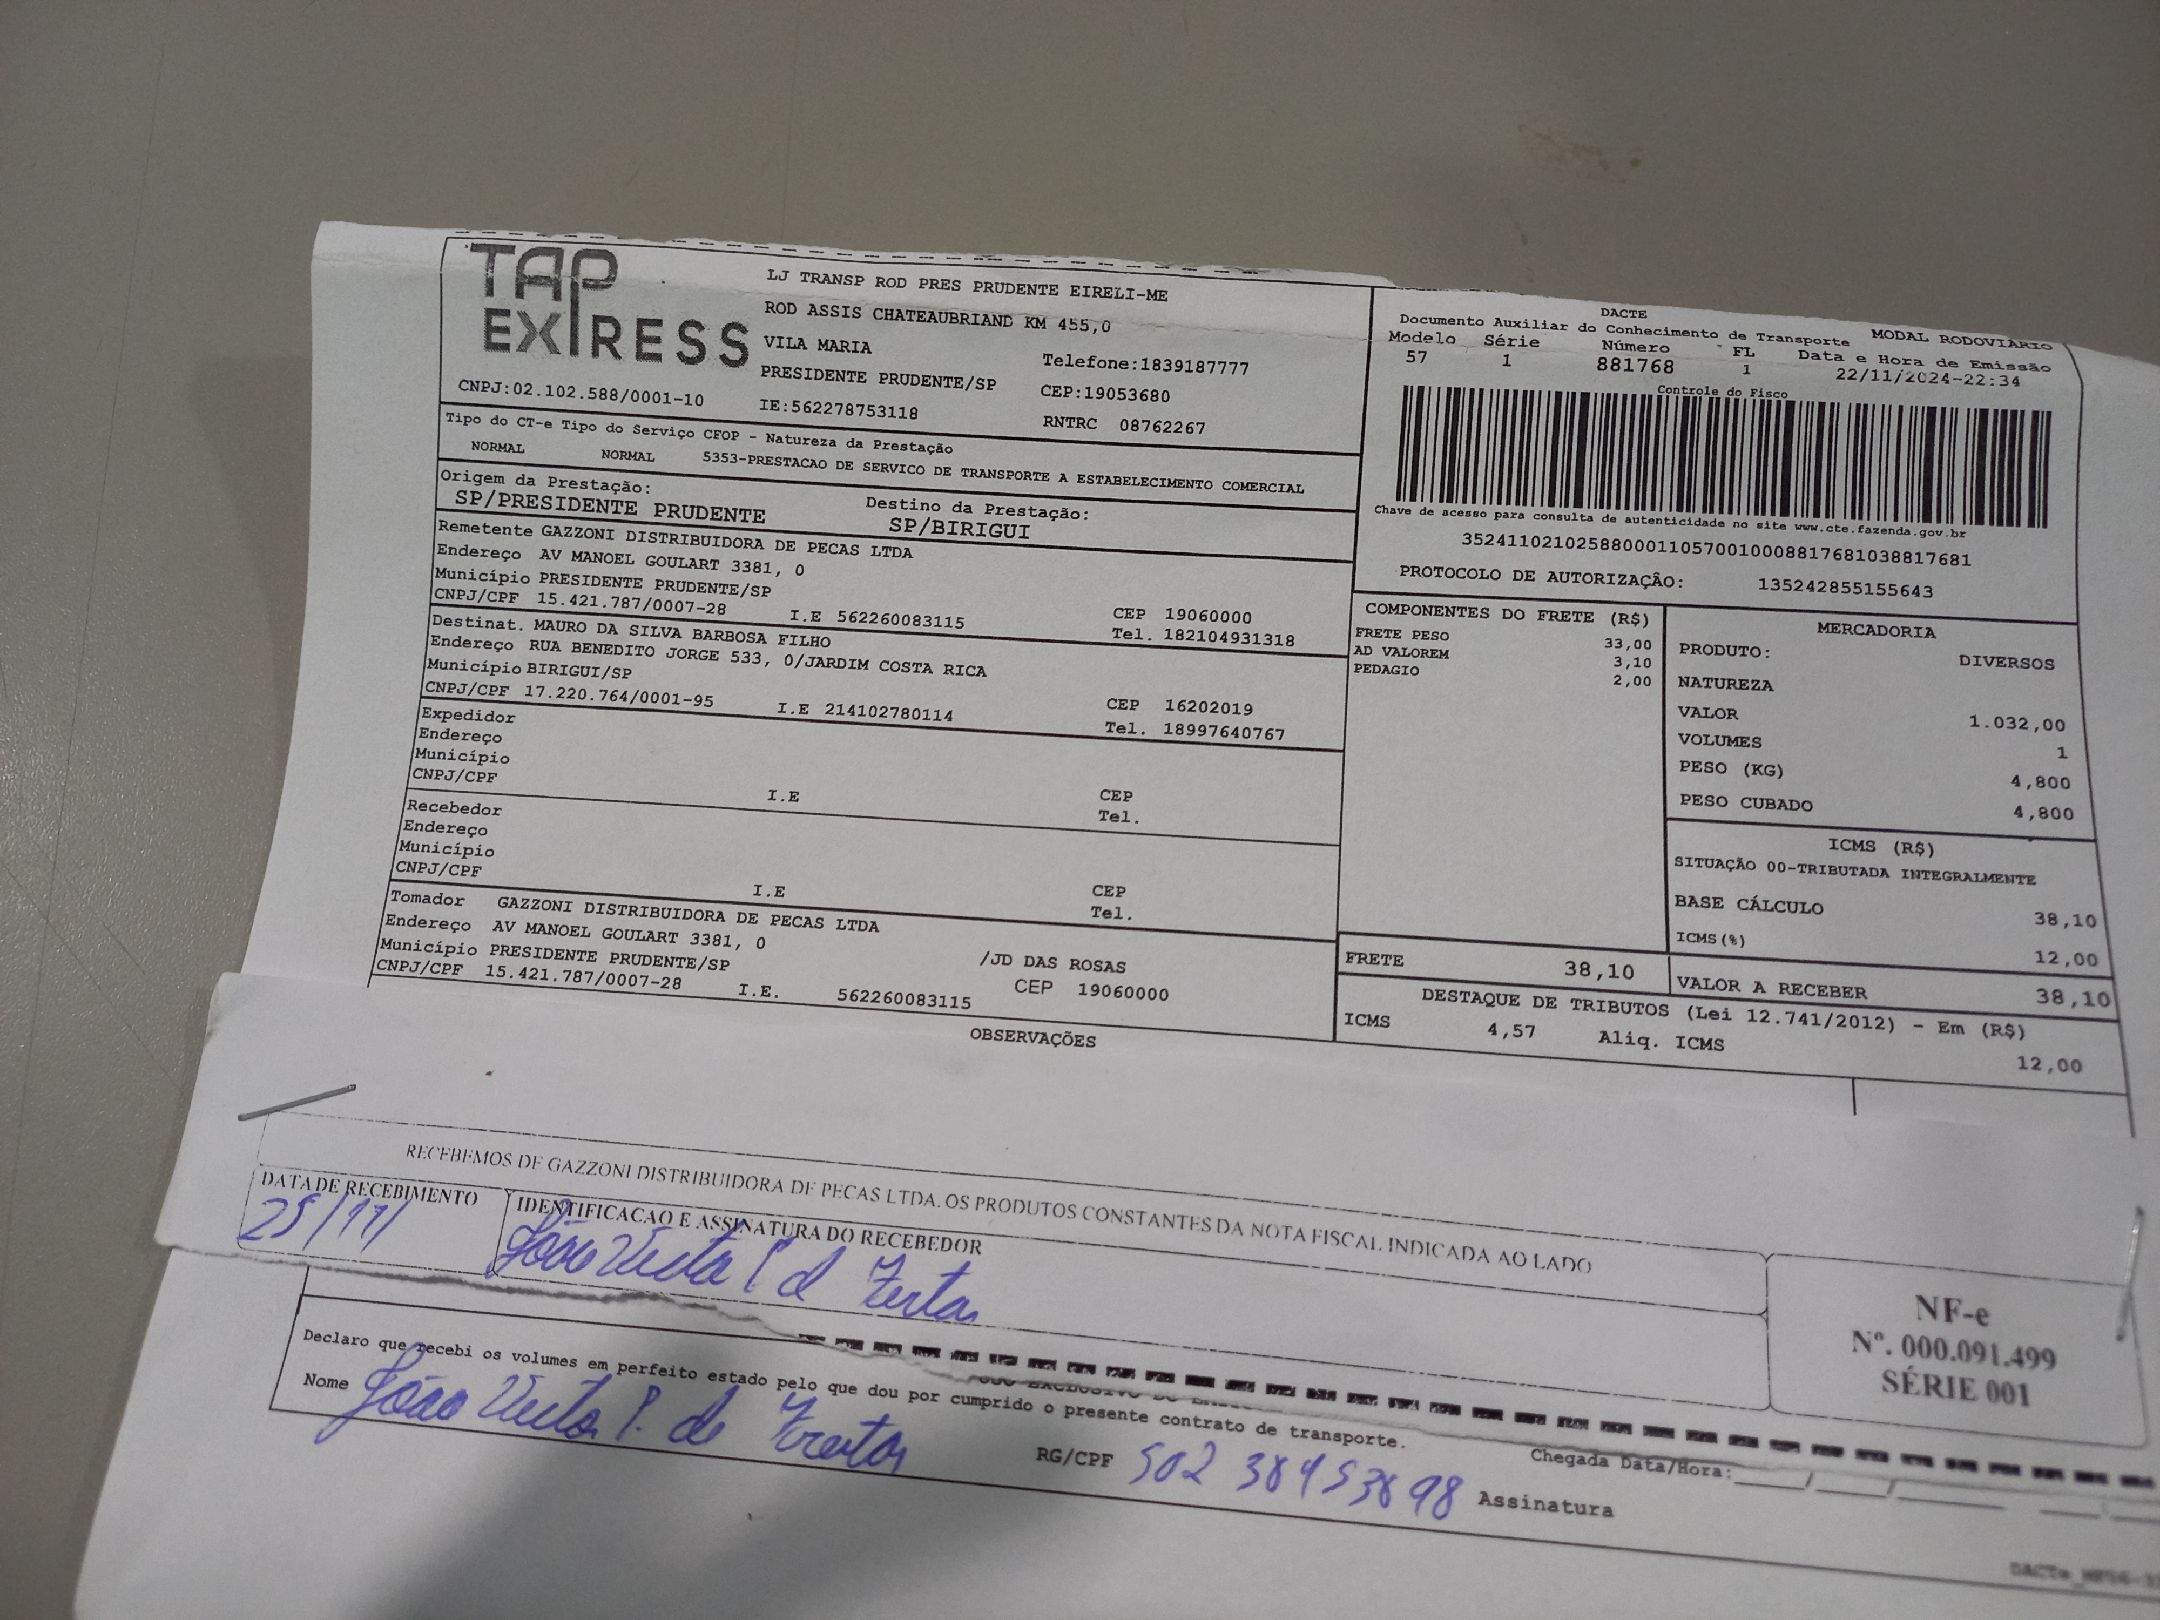 TAP
EXPRESS
LJ TRANSP ROD PRES PRUDENTE EIRELI-ME
ROD ASSIS CHATEAUBRIAND KM 455,0
VILA MARIA
Telefone:1839187777
PRESIDENTE PRUDENTE/SP CEP:19053680
CNPJ:02.102.588/0001-10 IE:562278753118 RNTRC 08762267
Tipo do CT-e Tipo do Serviço CFOP - Natureza da Prestação
NORMAL NORMAL 5353-PRESTACAO DE SERVICO DE TRANSPORTE A ESTABELECIMENTO COMERCIAL
Origem da Prestação: Destino da Prestação:
SP/PRESIDENTE PRUDENTE SP/BIRIGUI
Remetente GAZZONI DISTRIBUIDORA DE PECAS LTDA
Endereço AV MANOEL GOULART 3381, 0
Município PRESIDENTE PRUDENTE/SP CEP 19060000
CNPJ/CPF 15.421.787/0007-28 I.E 562260083115 Tel. 182104931318
Destinat. MAURO DA SILVA BARBOSA FILHO
Endereço RUA BENEDITO JORGE 533, 0/JARDIM COSTA RICA
Município BIRIGUI/SP CEP 16202019
CNPJ/CPF 17.220.764/0001-95 I.E 214102780114 Tel. 18997640767
Expedidor
Endereço
Município CEP
CNPJ/CPF I.E Tel.
Recebedor
Endereço
Município CEP
CNPJ/CPF I.E Tel.
Tomador GAZZONI DISTRIBUIDORA DE PECAS LTDA
Endereço AV MANOEL GOULART 3381, 0 /JD DAS ROSAS
Município PRESIDENTE PRUDENTE/SP CEP 19060000
CNPJ/CPF 15.421.787/0007-28 I.E. 562260083115
OBSERVAÇÕES
DACTE
Documento Auxiliar do Conhecimento de Transporte MODAL RODOVIÁRIO
Modelo Série Número FL Data e Hora de Emissão
57 1 881768 1 22/11/2024-22:34
Controle do Fisco
Chave de acesso para consulta de autenticidade no site www.cte.fazenda.gov.br
35241102102588000110570010008817681038817681
PROTOCOLO DE AUTORIZAÇÃO: 135242855155643
COMPONENTES DO FRETE (R$)
FRETE PESO 33,00
AD VALOREM 3,10
PEDAGIO 2,00
MERCADORIA
PRODUTO: DIVERSOS
NATUREZA
VALOR 1.032,00
VOLUMES 1
PESO (KG) 4,800
PESO CUBADO 4,800
ICMS (R$)
SITUAÇÃO 00-TRIBUTADA INTEGRALMENTE
BASE CÁLCULO 38,10
ICMS(%) 12,00
FRETE 38,10 VALOR A RECEBER 38,10
DESTAQUE DE TRIBUTOS (Lei 12.741/2012) - Em (R$)
ICMS 4,57 Aliq. ICMS 12,00
RECEBEMOS DE GAZZONI DISTRIBUIDORA DE PECAS LTDA. OS PRODUTOS CONSTANTES DA NOTA FISCAL INDICADA AO LADO
DATA DE RECEBIMENTO IDENTIFICACAO E ASSINATURA DO RECEBEDOR
25/11/ João Victor P. de Freitas
NF-e
Nº. 000.091.499
SÉRIE 001
Declaro que recebi os volumes em perfeito estado pelo que dou por cumprido o presente contrato de transporte.
Nome João Victor P. de Freitas RG/CPF 502 384 538 98 Assinatura
Chegada Data/Hora: